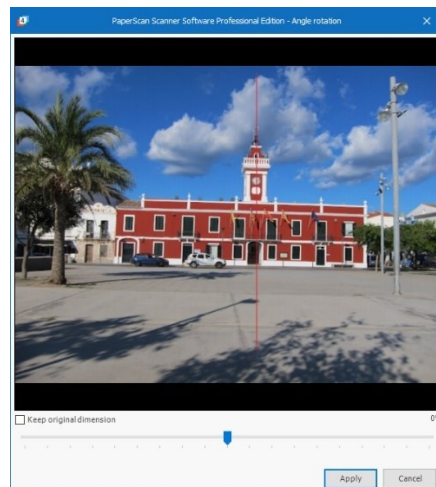 PaperScan Scanner Software Professional Edition - Angle rotation
Keep original dimension
0°
Apply
Cancel